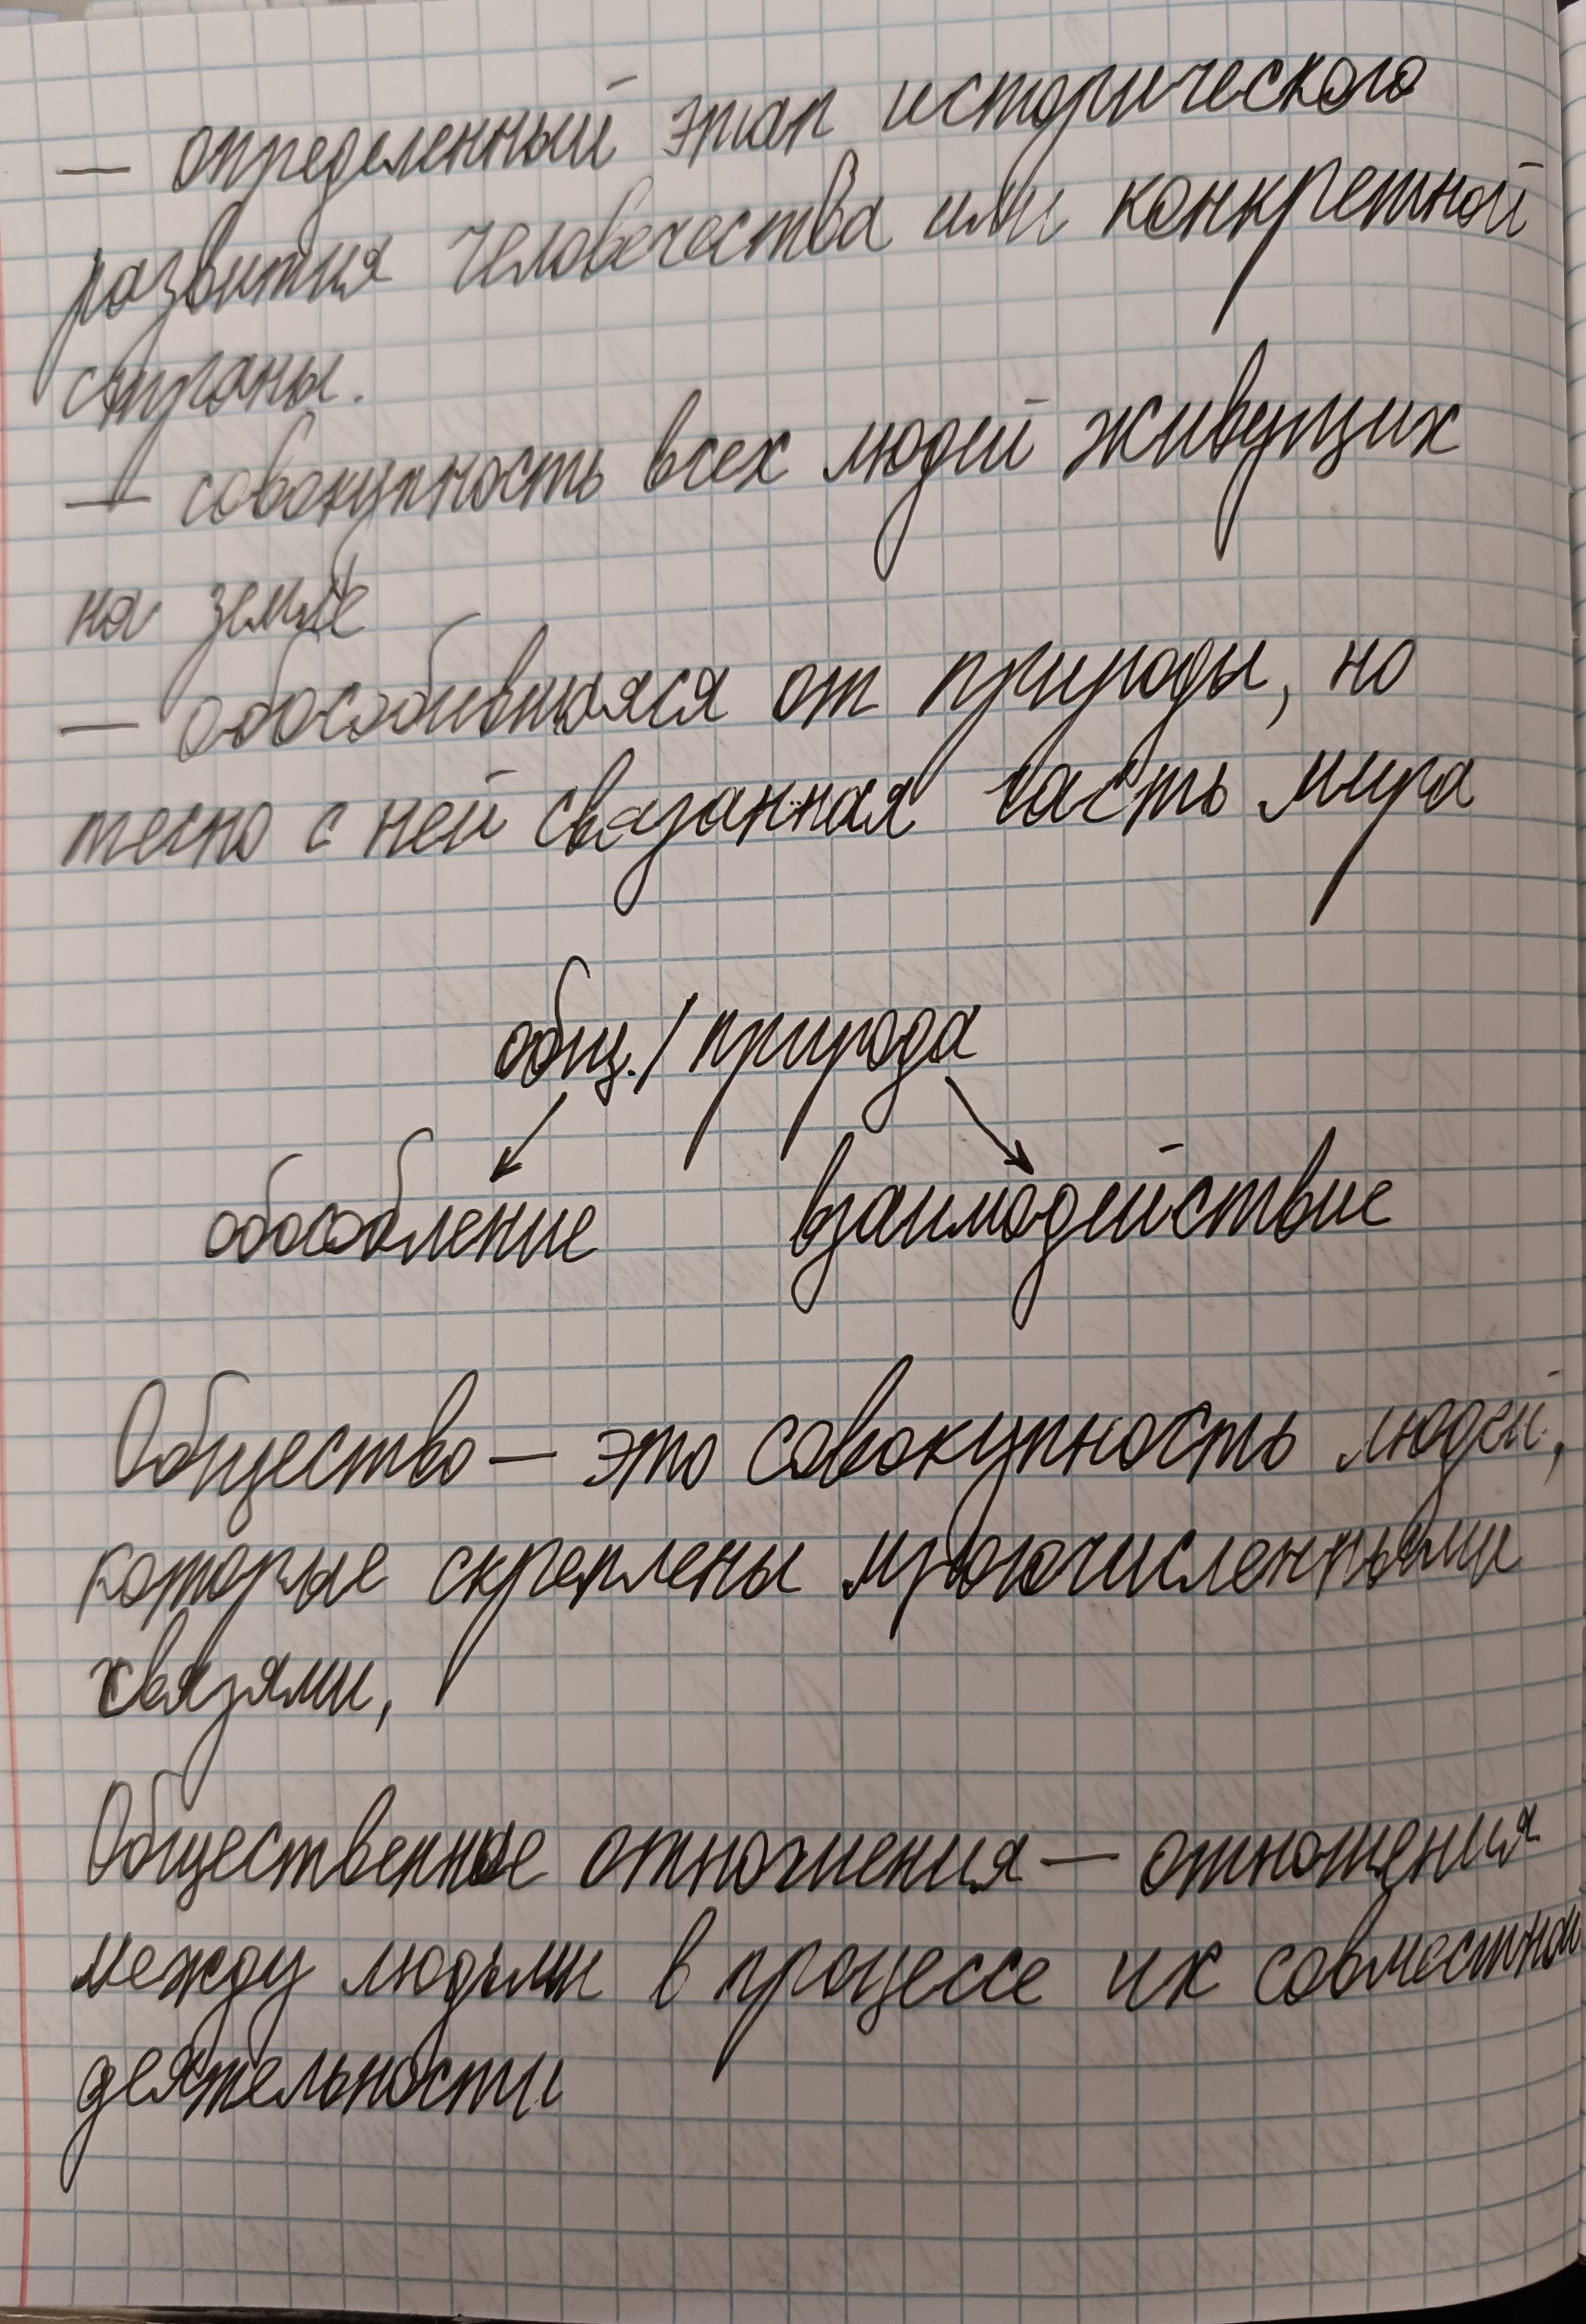 — определенный этап исторического
развития человечества или конкретной
страны.
— совокупность всех людей живущих
на земле
— обособившаяся от природы, но
тесно с ней связанная часть мира
общ. / природа
обособление взаимодействие
Общество — это совокупность людей,
которые скреплены многочисленными
связями,
Общественные отношения — отношения
между людьми в процессе их совместной
деятельности